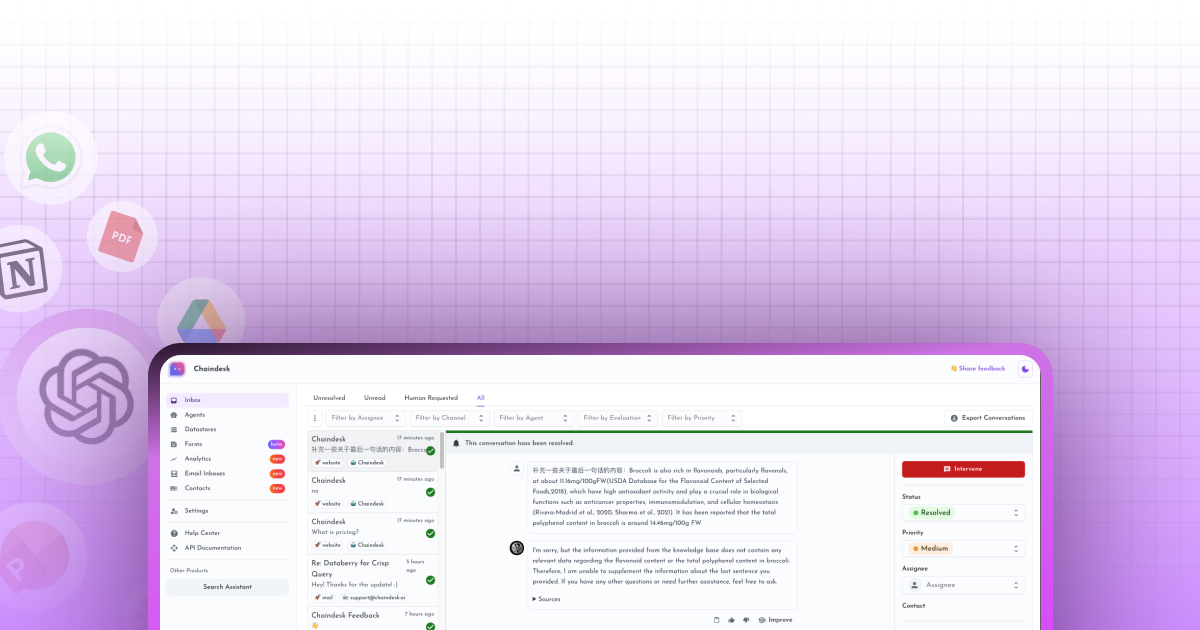 PDF
N
P
Chaindesk
👋 Share feedback
Inbox
Agents
Datastores
Forms
beta
Analytics
new
Email Inboxes
new
Contacts
new
Settings
Help Center
API Documentation
Other Products
Search Assistant
Unresolved Unread Human Requested All
Filter by Assignee Filter by Channel Filter by Agent Filter by Evaluation Filter by Priority
Export Conversations
Chaindesk 17 minutes ago
补充一些关于最后一句话的内容: Brocc
🚀 website Chaindesk
Chaindesk 17 minutes ago
no
🚀 website Chaindesk
Chaindesk 17 minutes ago
What is pricing?
🚀 website Chaindesk
Re: Databerry for Crisp 5 hours
Query ago
Hey! Thanks for the update! :)
🚀 mail support@chaindesk.ai
Chaindesk Feedback 7 hours ago
👋
This conversation hass been resolved.
补充一些关于最后一句话的内容: Broccoli is also rich in flavonoids, particularly flavonols,
at about 11.16mg/100gFW(USDA Database for the Flavonoid Content of Selected
Foods,2018), which have high antioxidant activity and play a crucial role in biological
functions such as anticancer properties, immunomodulation, and cellular homeostasis
(Rivera-Madrid et al., 2020; Sharma et al., 2021). It has been reported that the total
polyphenol content in broccoli is around 14.46mg/100g FW
I'm sorry, but the information provided from the knowledge base does not contain any
relevant data regarding the flavonoid content or the total polyphenol content in broccoli.
Therefore, I am unable to supplement the information about the last sentence you
provided. If you have any other questions or need further assistance, feel free to ask.
Sources
Improve
Intervene
Status
Resolved
Priority
Medium
Assignee
Assignee
Contact